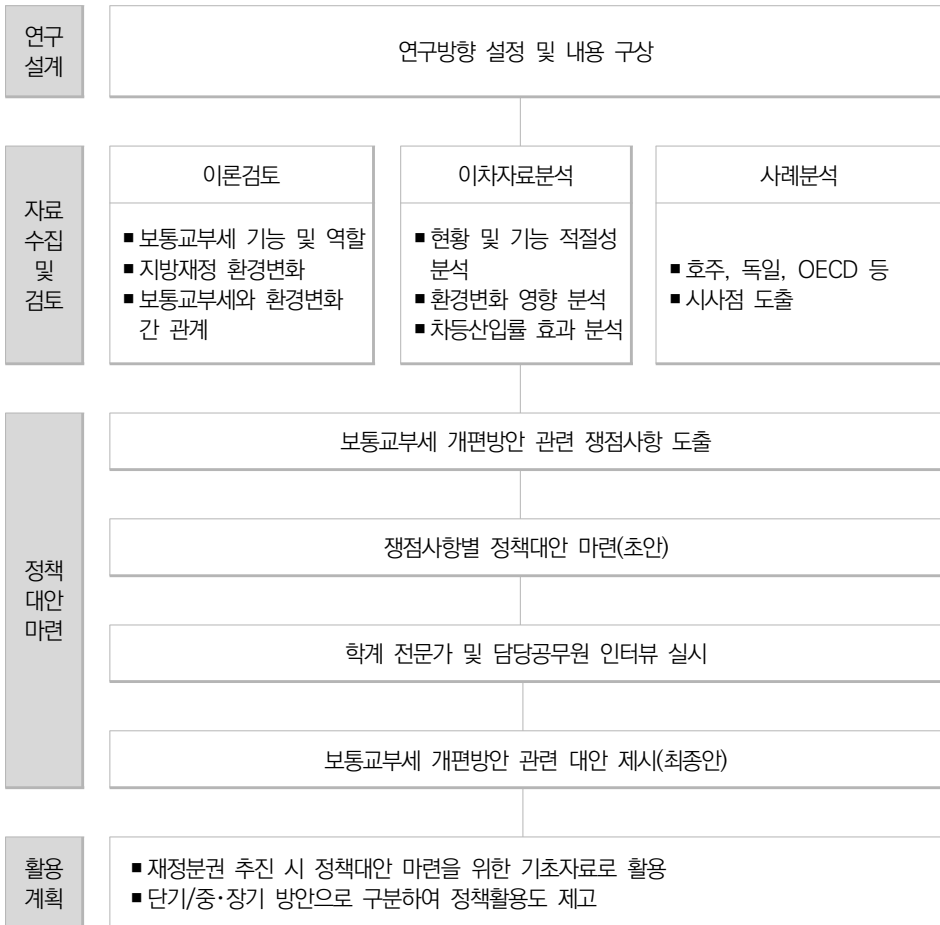 연구
설계
연구방향 설정 및 내용 구상
자료
수집
및
검토
이론검토
■ 보통교부세 기능 및 역할
■ 지방재정 환경변화
■ 보통교부세와 환경변화
간 관계
이차자료분석
■ 현황 및 기능 적절성
분석
■ 환경변화 영향 분석
■ 차등산입률 효과 분석
사례분석
■ 호주, 독일, OECD 등
■ 시사점 도출
정책
대안
마련
보통교부세 개편방안 관련 쟁점사항 도출
쟁점사항별 정책대안 마련(초안)
학계 전문가 및 담당공무원 인터뷰 실시
보통교부세 개편방안 관련 대안 제시(최종안)
활용
계획
■ 재정분권 추진 시 정책대안 마련을 위한 기초자료로 활용
■ 단기/중·장기 방안으로 구분하여 정책활용도 제고